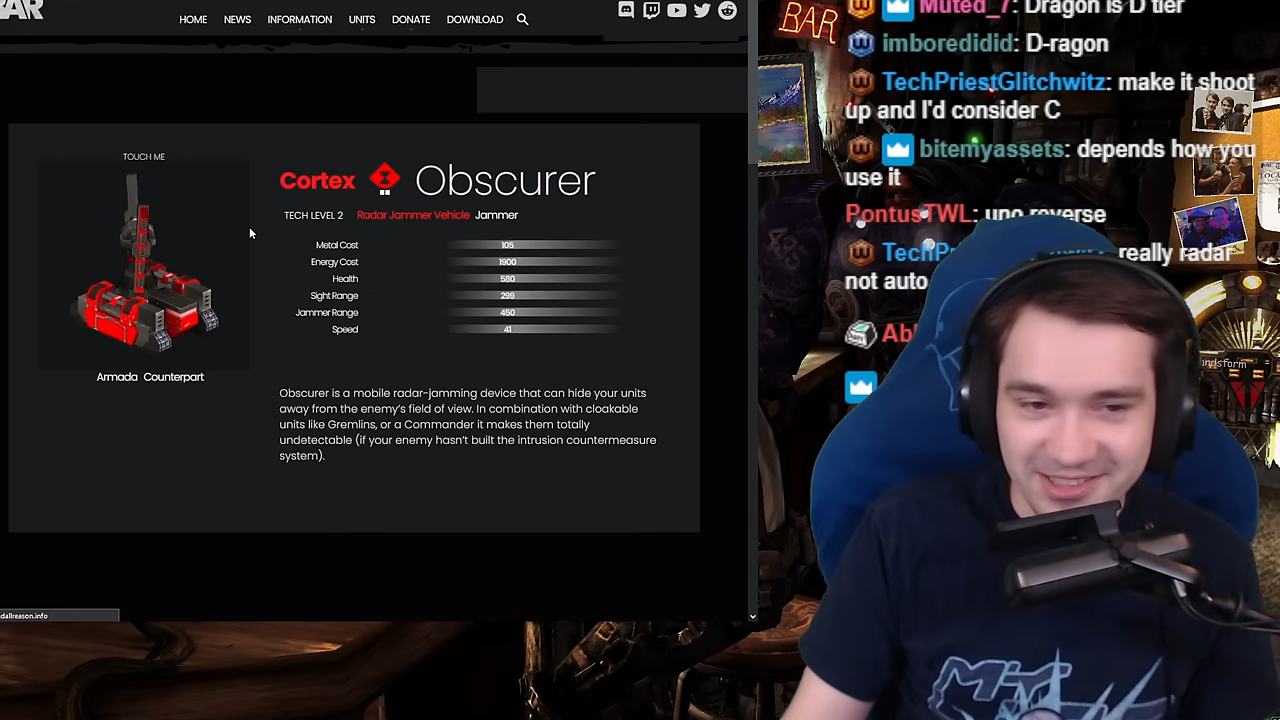 BAR
HOME NEWS INFORMATION UNITS DONATE DOWNLOAD
TOUCH ME
Cortex Obscurer
TECH LEVEL 2 Radar Jammer Vehicle Jammer
Metal Cost 105
Energy Cost 1900
Health 580
Sight Range 299
Jammer Range 450
Speed 41
Armada Counterpart
Obscurer is a mobile radar-jamming device that can hide your units
away from the enemy's field of view. In combination with cloakable
units like Gremlins, or a Commander it makes them totally
undetectable (if your enemy hasn't built the intrusion countermeasure
system).
dallreason.info
BAR
Muted_7: Dragon is D tier
imboredidid: D-ragon
TechPriestGlitchwitz: make it shoot
up and I'd consider C
bitemyassets: depends how you
use it
PontusTWL: uno reverse
TechP really radar
not auto